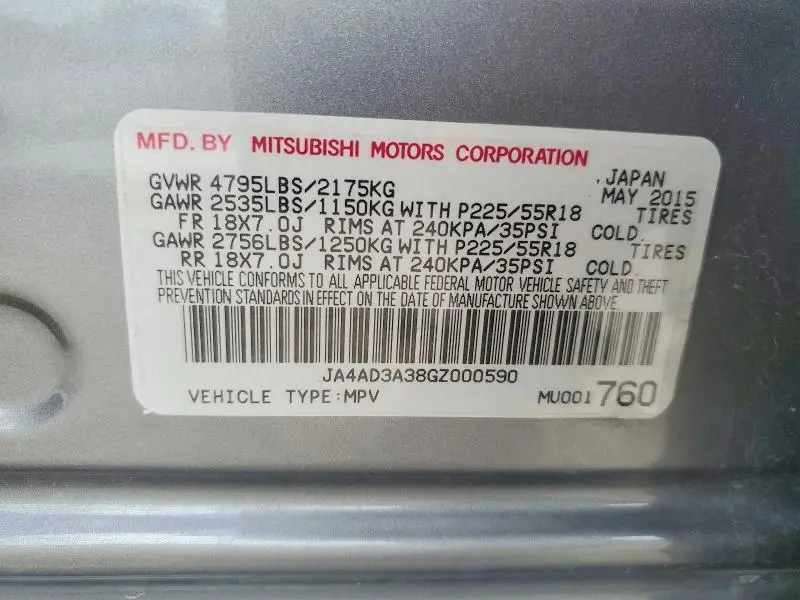 MFD. BY MITSUBISHI MOTORS CORPORATION
GVWR 4795LBS/2175KG , JAPAN
MAY 2015
GAWR 2535LBS/1150KG WITH P225/55R18 TIRES
FR 18X7.0J RIMS AT 240KPA/35PSI COLD.
GAWR 2756LBS/1250KG WITH P225/55R18 TIRES
RR 18X7.0J RIMS AT 240KPA/35PSI COLD.
THIS VEHICLE CONFORMS TO ALL APPLICABLE FEDERAL MOTOR VEHICLE SAFETY AND THEFT
PREVENTION STANDARDS IN EFFECT ON THE DATE OF MANUFACTURE SHOWN ABOVE.
JA4AD3A38GZ000590
VEHICLE TYPE:MPV MU001760